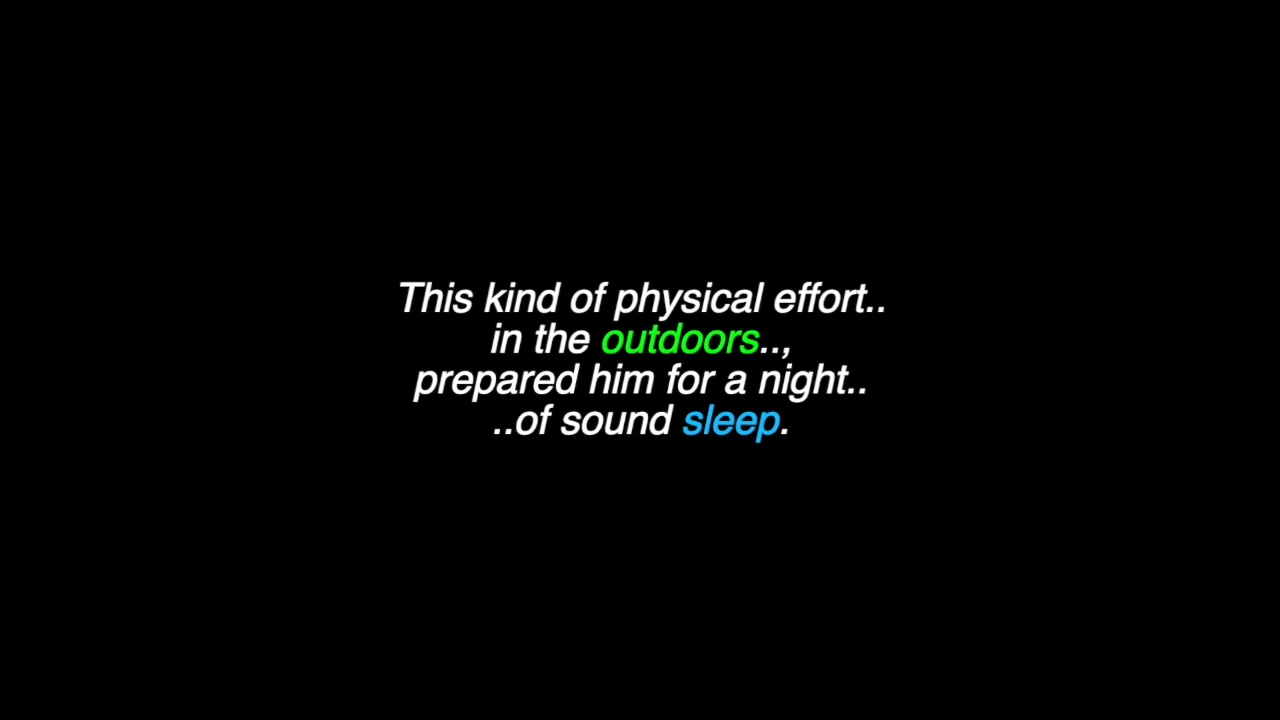 This kind of physical effort..
in the outdoors..,
prepared him for a night..
..of sound sleep.